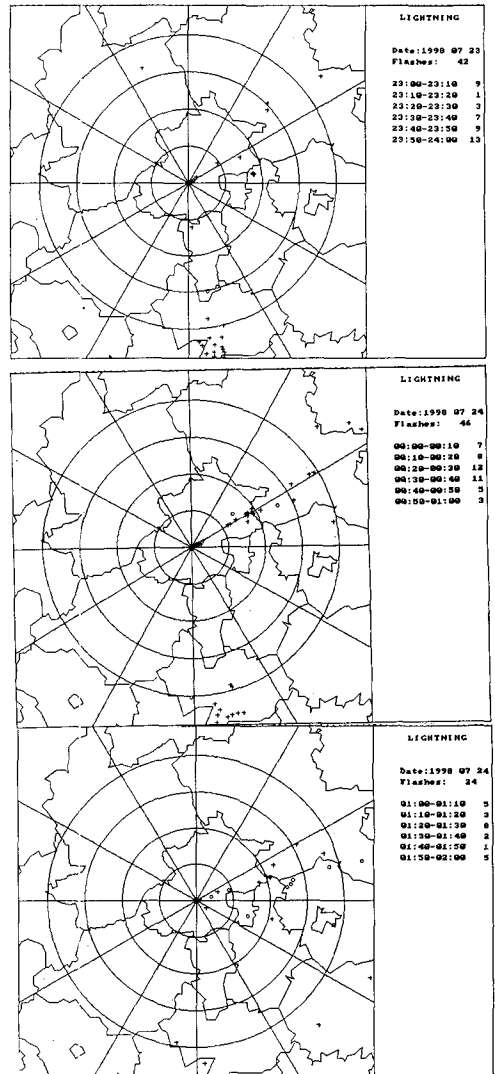 LIGHTNING
Date:1998 07 23
Flashes: 42
23:00-23:10 9
23:10-23:20 1
23:20-23:30 3
23:30-23:40 7
23:40-23:50 9
23:50-24:00 13
LIGHTNING
Date:1998 07 24
Flashes: 46
00:00-00:10 7
00:10-00:20 8
00:20-00:30 12
00:30-00:40 11
00:40-00:50 5
00:50-01:00 3
LIGHTNING
Date:1998 07 24
Flashes: 24
01:00-01:10 5
01:10-01:20 3
01:20-01:30 8
01:30-01:40 2
01:40-01:50 1
01:50-02:00 5